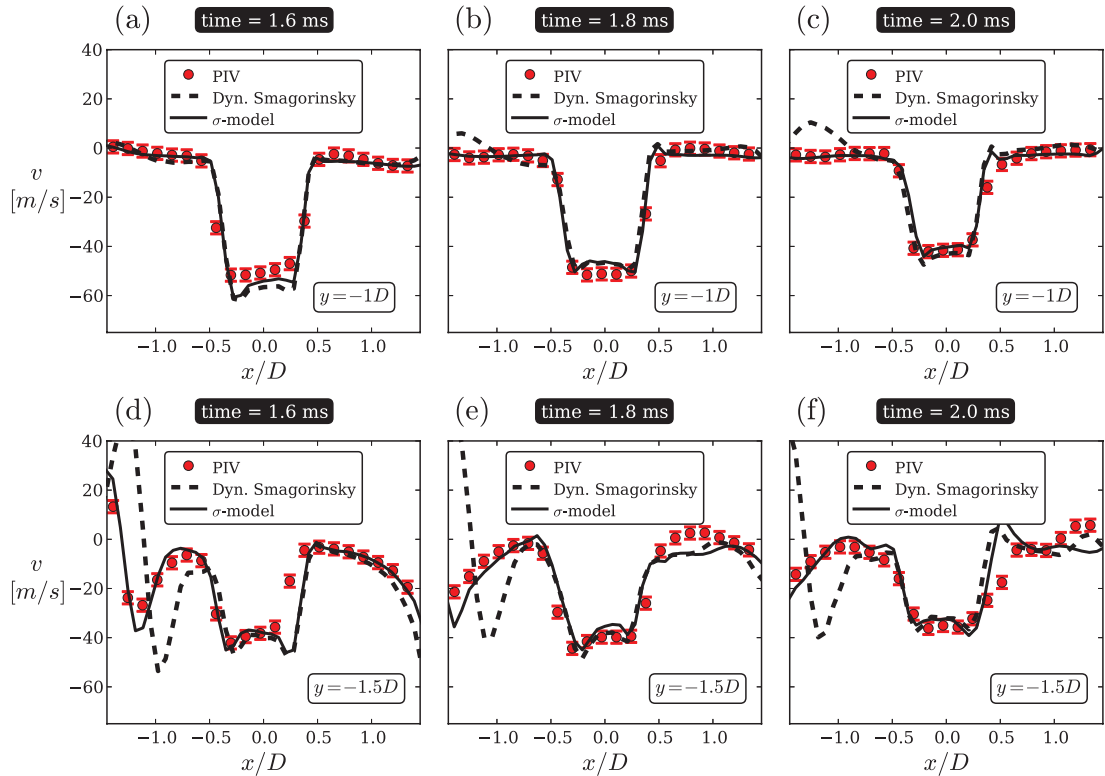 (a) time = 1.6 ms
(b) time = 1.8 ms
(c) time = 2.0 ms
40
20
0
−20
−40
−60
v
[m/s]
PIV
Dyn. Smagorinsky
σ-model
y=−1D
−1.0 −0.5 0.0 0.5 1.0
x/D
PIV
Dyn. Smagorinsky
σ-model
y=−1D
−1.0 −0.5 0.0 0.5 1.0
x/D
PIV
Dyn. Smagorinsky
σ-model
y=−1D
−1.0 −0.5 0.0 0.5 1.0
x/D
(d) time = 1.6 ms
(e) time = 1.8 ms
(f) time = 2.0 ms
40
20
0
−20
−40
−60
v
[m/s]
PIV
Dyn. Smagorinsky
σ-model
y=−1.5D
−1.0 −0.5 0.0 0.5 1.0
x/D
PIV
Dyn. Smagorinsky
σ-model
y=−1.5D
−1.0 −0.5 0.0 0.5 1.0
x/D
PIV
Dyn. Smagorinsky
σ-model
y=−1.5D
−1.0 −0.5 0.0 0.5 1.0
x/D